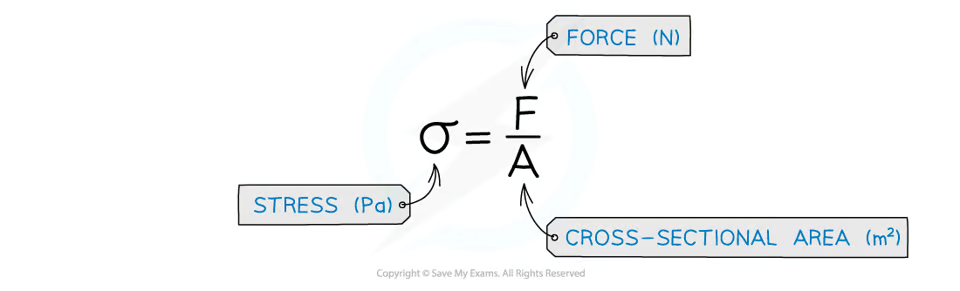 FORCE (N)
σ = F/A
STRESS (Pa)
CROSS-SECTIONAL AREA (m²)
Copyright © Save My Exams. All Rights Reserved